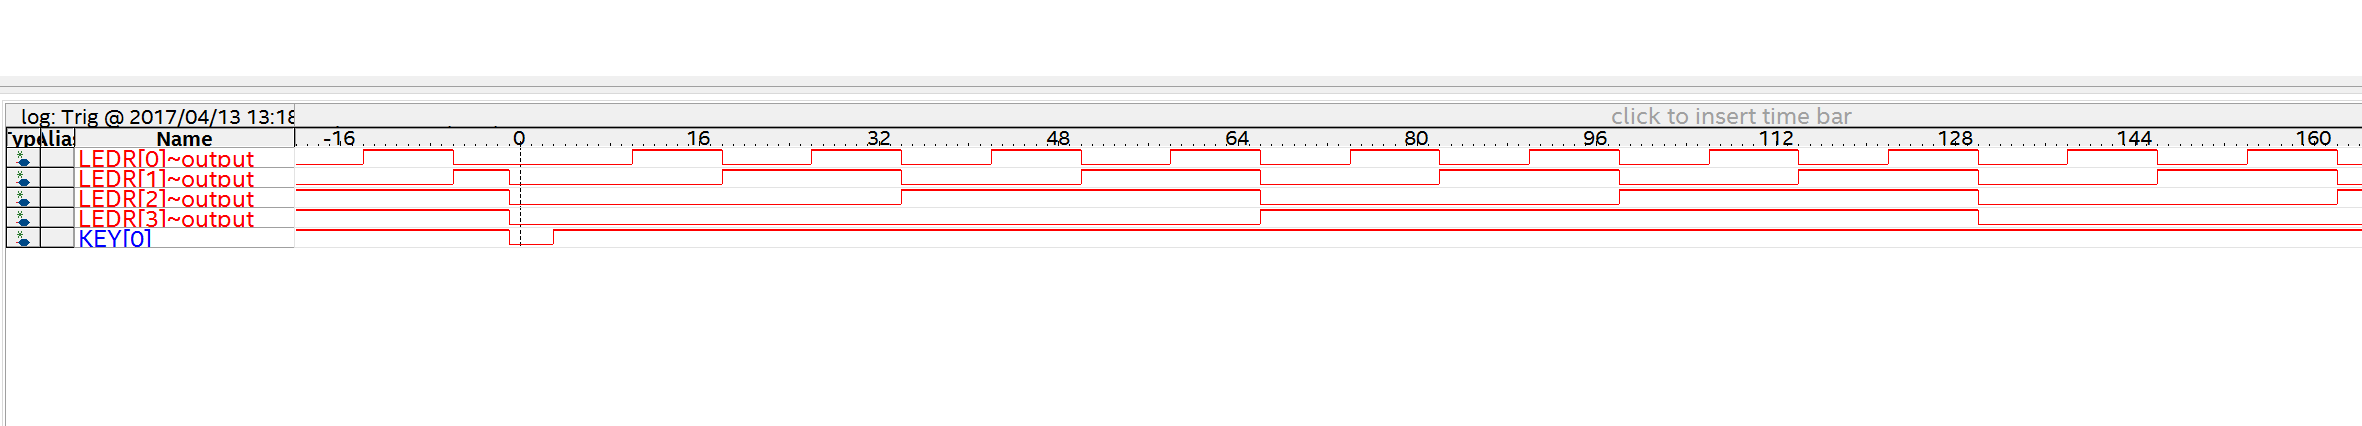 log: Trig @ 2017/04/13 13:18 click to insert time bar
Type Alias Name -16 0 16 32 48 64 80 96 112 128 144 160
LEDR[0]~output
LEDR[1]~output
LEDR[2]~output
LEDR[3]~output
KEY[0]